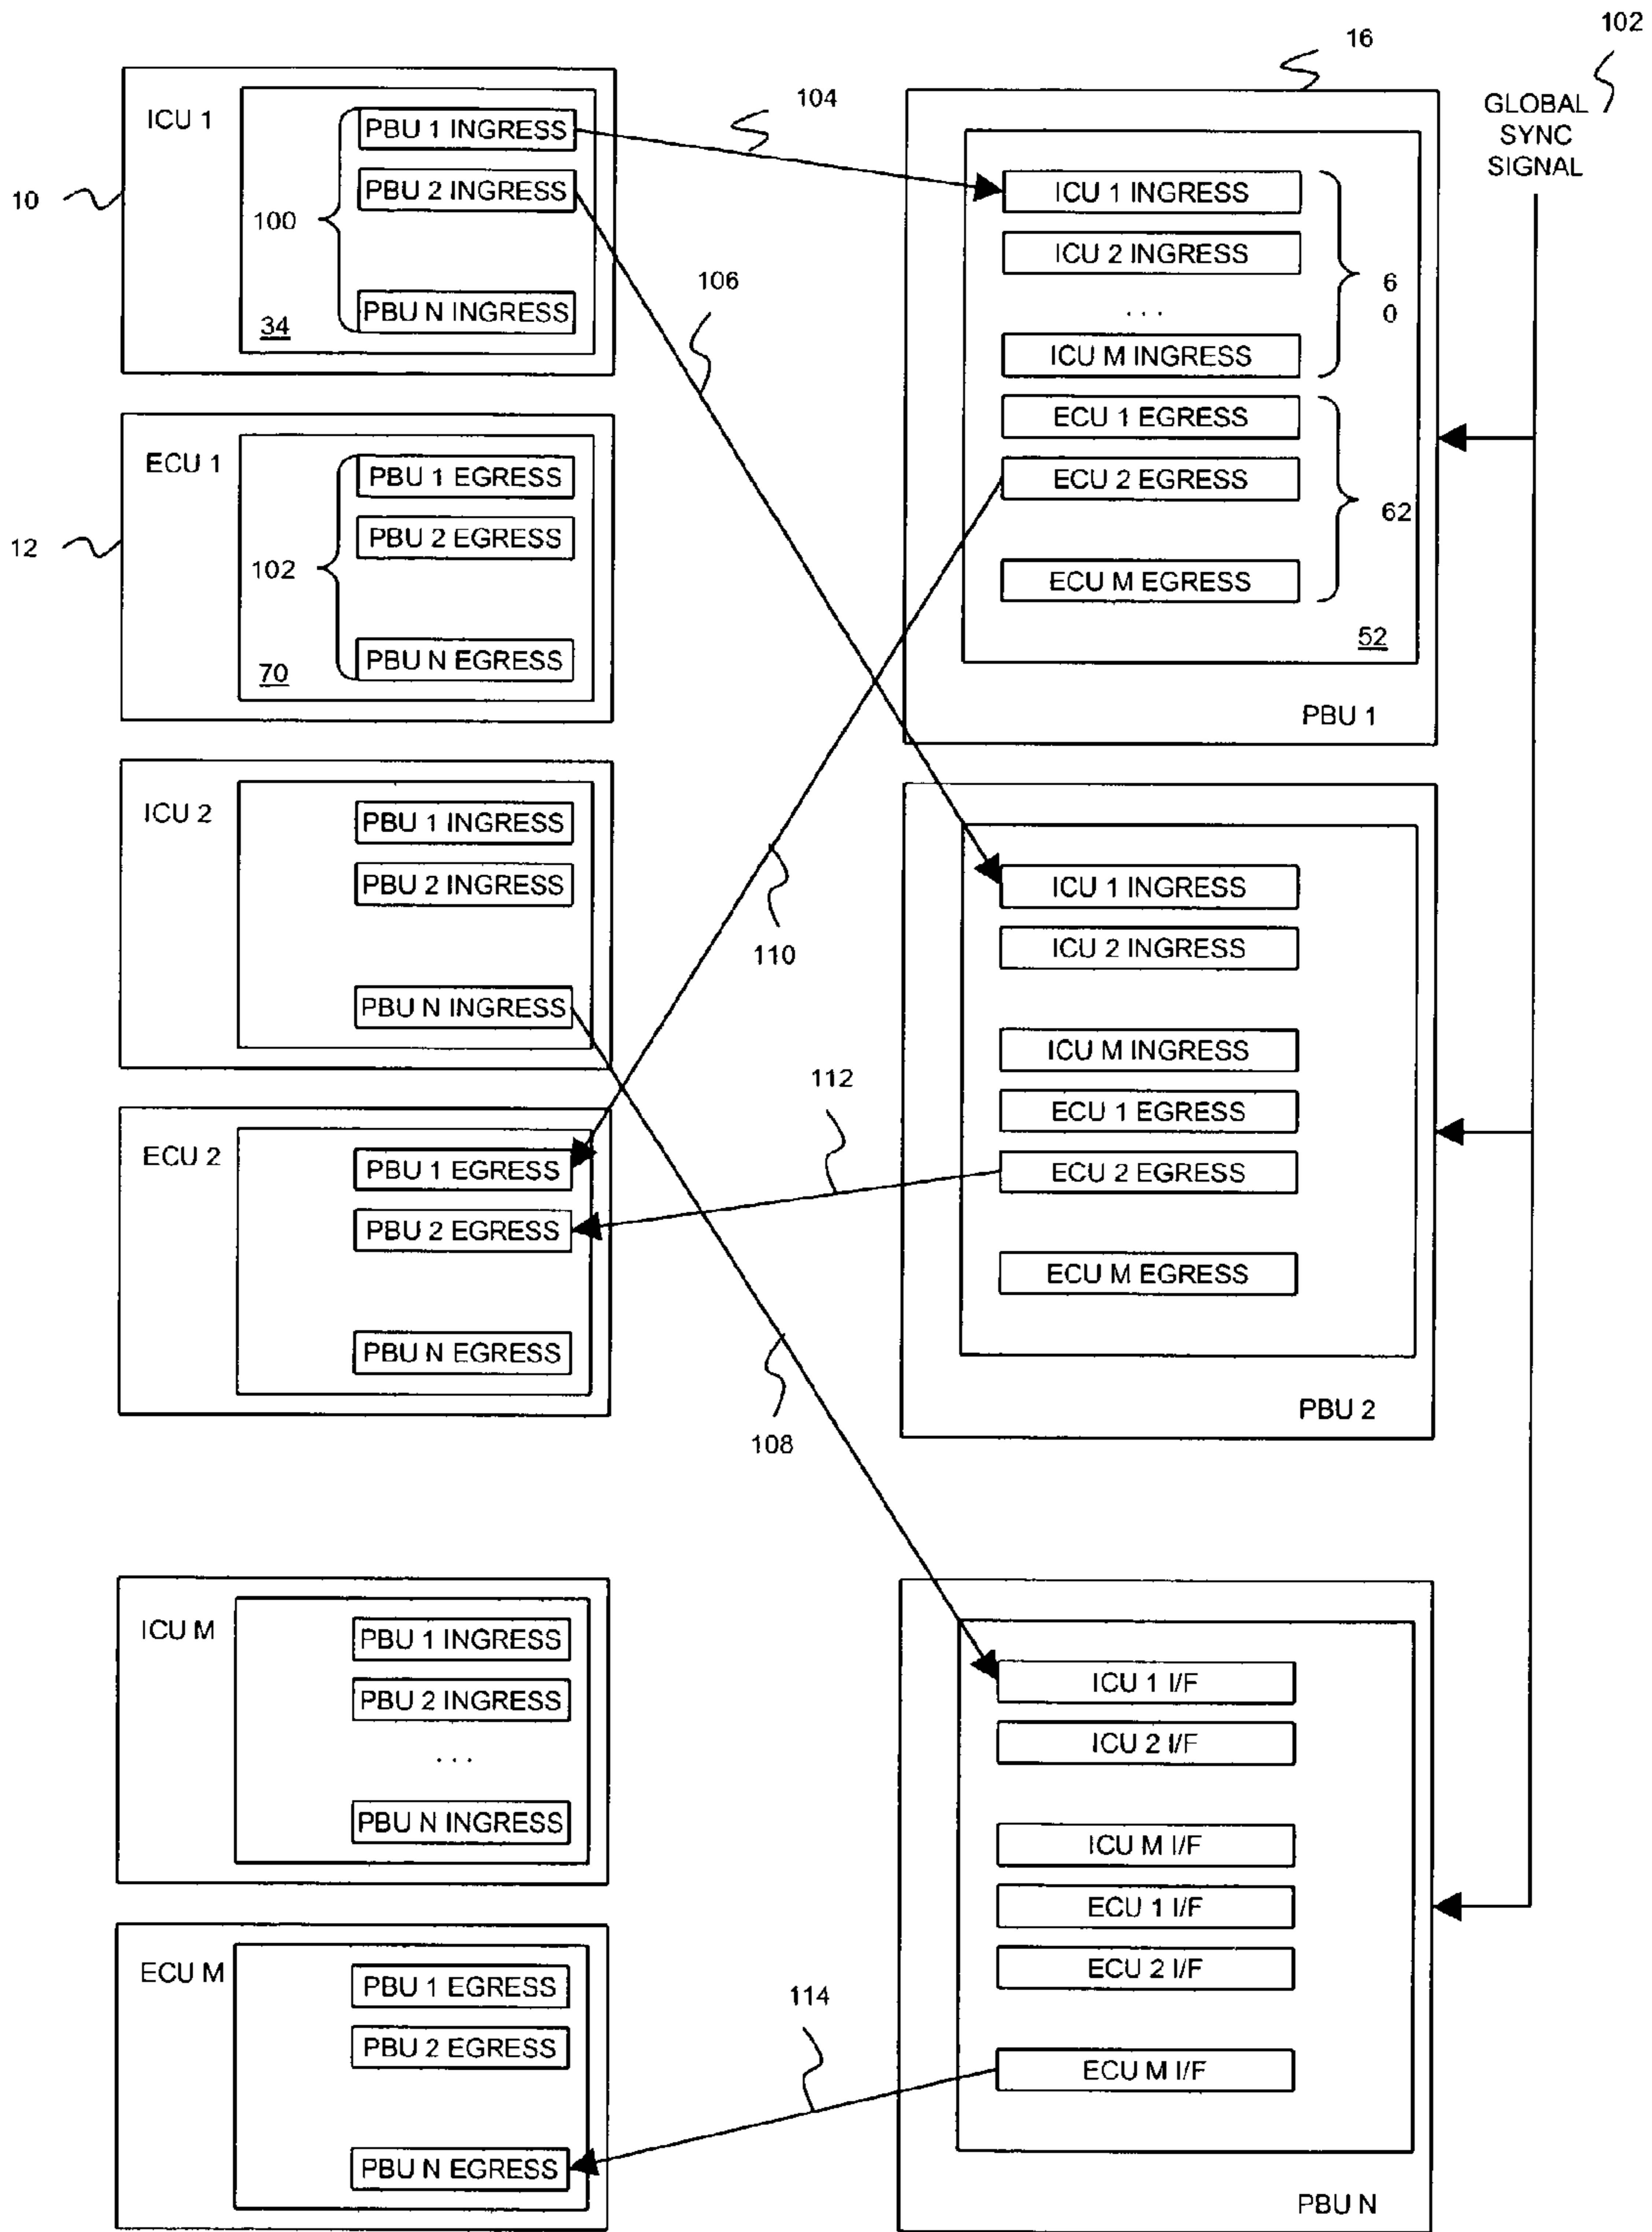 102
16
GLOBAL
SYNC
SIGNAL
104
ICU 1
PBU 1 INGRESS
PBU 2 INGRESS
100
PBU N INGRESS
34
10
ICU 1 INGRESS
ICU 2 INGRESS
. . .
ICU M INGRESS
6
0
ECU 1 EGRESS
ECU 2 EGRESS
62
ECU M EGRESS
52
PBU 1
106
ECU 1
PBU 1 EGRESS
PBU 2 EGRESS
102
PBU N EGRESS
70
12
ICU 2
PBU 1 INGRESS
PBU 2 INGRESS
PBU N INGRESS
110
ICU 1 INGRESS
ICU 2 INGRESS
ICU M INGRESS
ECU 1 EGRESS
ECU 2 EGRESS
ECU M EGRESS
PBU 2
112
ECU 2
PBU 1 EGRESS
PBU 2 EGRESS
PBU N EGRESS
108
ICU M
PBU 1 INGRESS
PBU 2 INGRESS
. . .
PBU N INGRESS
ICU 1 I/F
ICU 2 I/F
ICU M I/F
ECU 1 I/F
ECU 2 I/F
ECU M I/F
PBU N
ECU M
PBU 1 EGRESS
PBU 2 EGRESS
PBU N EGRESS
114